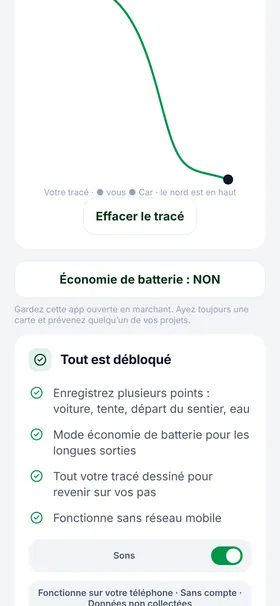 Votre tracé · ● vous ● Car · le nord est en haut
Effacer le tracé
Économie de batterie : NON
Gardez cette app ouverte en marchant. Ayez toujours une
carte et prévenez quelqu'un de vos projets.
Tout est débloqué
Enregistrez plusieurs points :
voiture, tente, départ du sentier, eau
Mode économie de batterie pour les
longues sorties
Tout votre tracé dessiné pour
revenir sur vos pas
Fonctionne sans réseau mobile
Sons
Fonctionne sur votre téléphone · Sans compte ·
Données non collectées